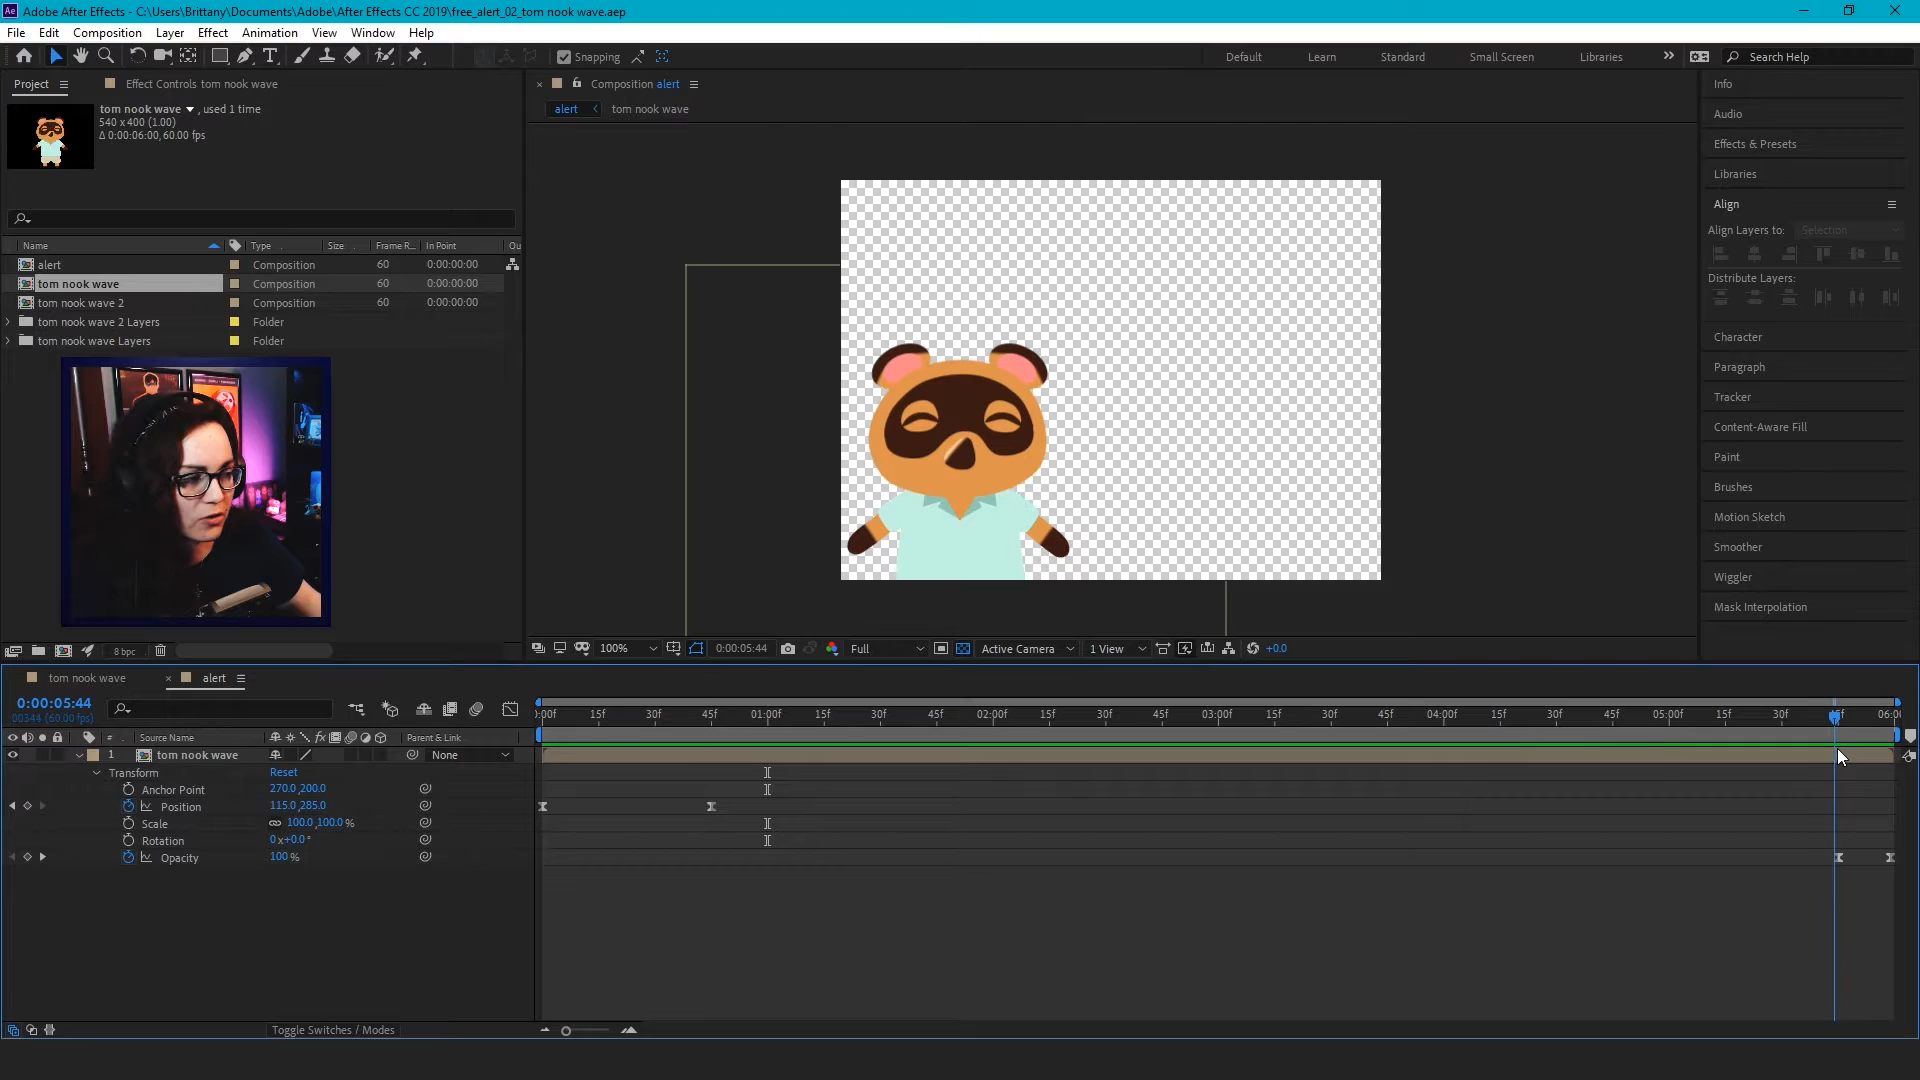 Ae Adobe After Effects - C:\Users\Brittany\Documents\Adobe\After Effects CC 2019\free_alert_02_tom nook wave.aep
File Edit Composition Layer Effect Animation View Window Help
Snapping Default Learn Standard Small Screen Libraries Search Help
Project Effect Controls tom nook wave
tom nook wave , used 1 time
540 x 400 (1.00)
Δ 0:00:06:00, 60.00 fps
Name Type Size Frame R... In Point Ou
alert Composition 60 0:00:00:00
tom nook wave Composition 60 0:00:00:00
tom nook wave 2 Composition 60 0:00:00:00
tom nook wave 2 Layers Folder
tom nook wave Layers Folder
8 bpc
Composition alert
alert tom nook wave
100% 0:00:05:44 Full Active Camera 1 View +0.0
Info
Audio
Effects & Presets
Libraries
Align
Align Layers to: Selection
Distribute Layers:
Character
Paragraph
Tracker
Content-Aware Fill
Paint
Brushes
Motion Sketch
Smoother
Wiggler
Mask Interpolation
tom nook wave alert
0:00:05:44
00344 (60.00 fps)
):00f 15f 30f 45f 01:00f 15f 30f 45f 02:00f 15f 30f 45f 03:00f 15f 30f 45f 04:00f 15f 30f 45f 05:00f 15f 30f 06:00
# Source Name fx Parent & Link
1 tom nook wave None
Transform Reset
Anchor Point 270.0,200.0
Position 115.0,285.0
Scale 100.0,100.0%
Rotation 0x+0.0°
Opacity 100%
Toggle Switches / Modes